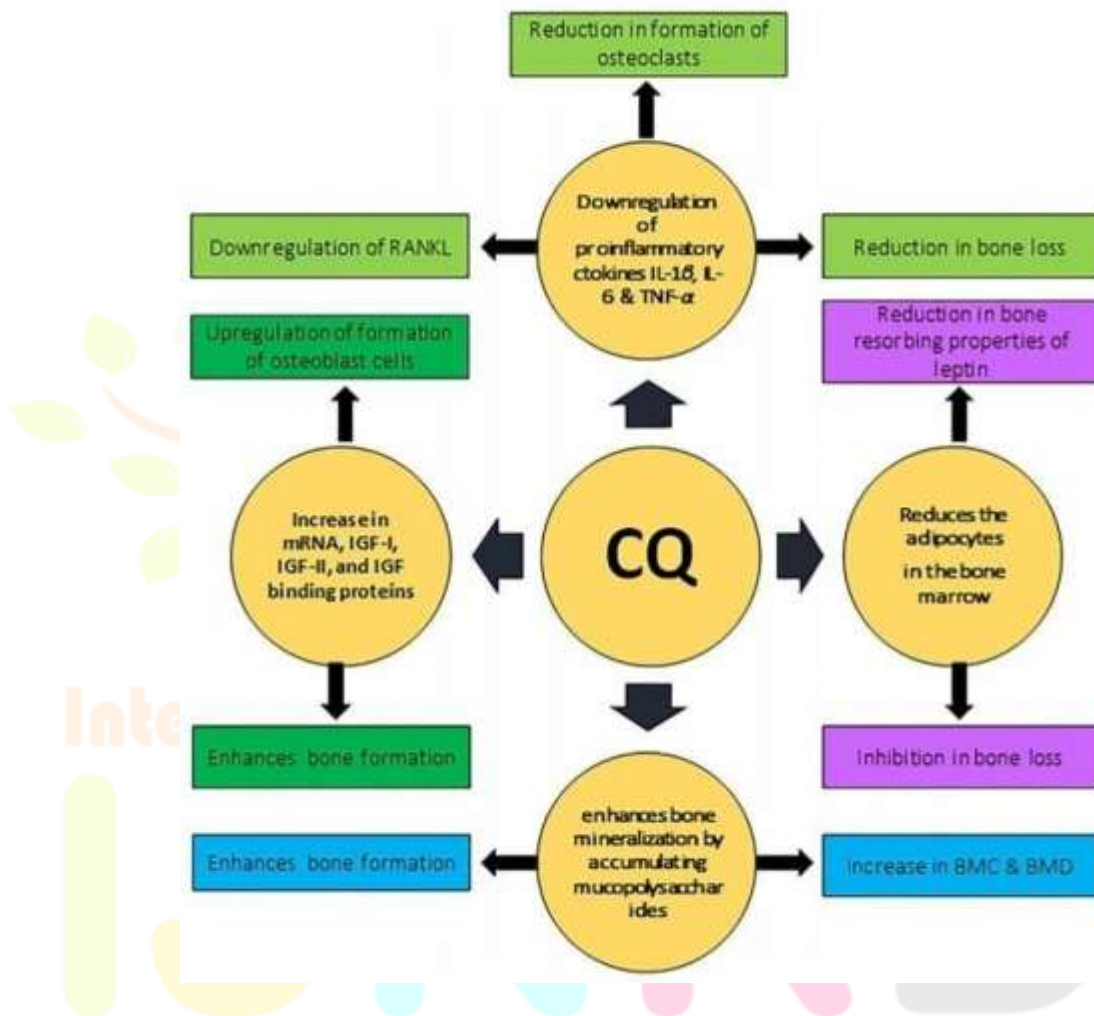 Reduction in formation of
osteoclasts
Downregulation
of
proinflammatory
ctokines IL-1б, IL-
6 & TNF-α
Downregulation of RANKL
Reduction in bone loss
Upregulation of formation
of osteoblast cells
Reduction in bone
resorbing properties of
leptin
Increase in
mRNA, IGF-I,
IGF-II, and IGF
binding proteins
CQ
Reduces the
adipocytes
in the bone
marrow
Inte
Enhances bone formation
Inhibition in bone loss
enhances bone
mineralization by
accumulating
mucopolysacchar
ides
Enhances bone formation
Increase in BMC & BMD